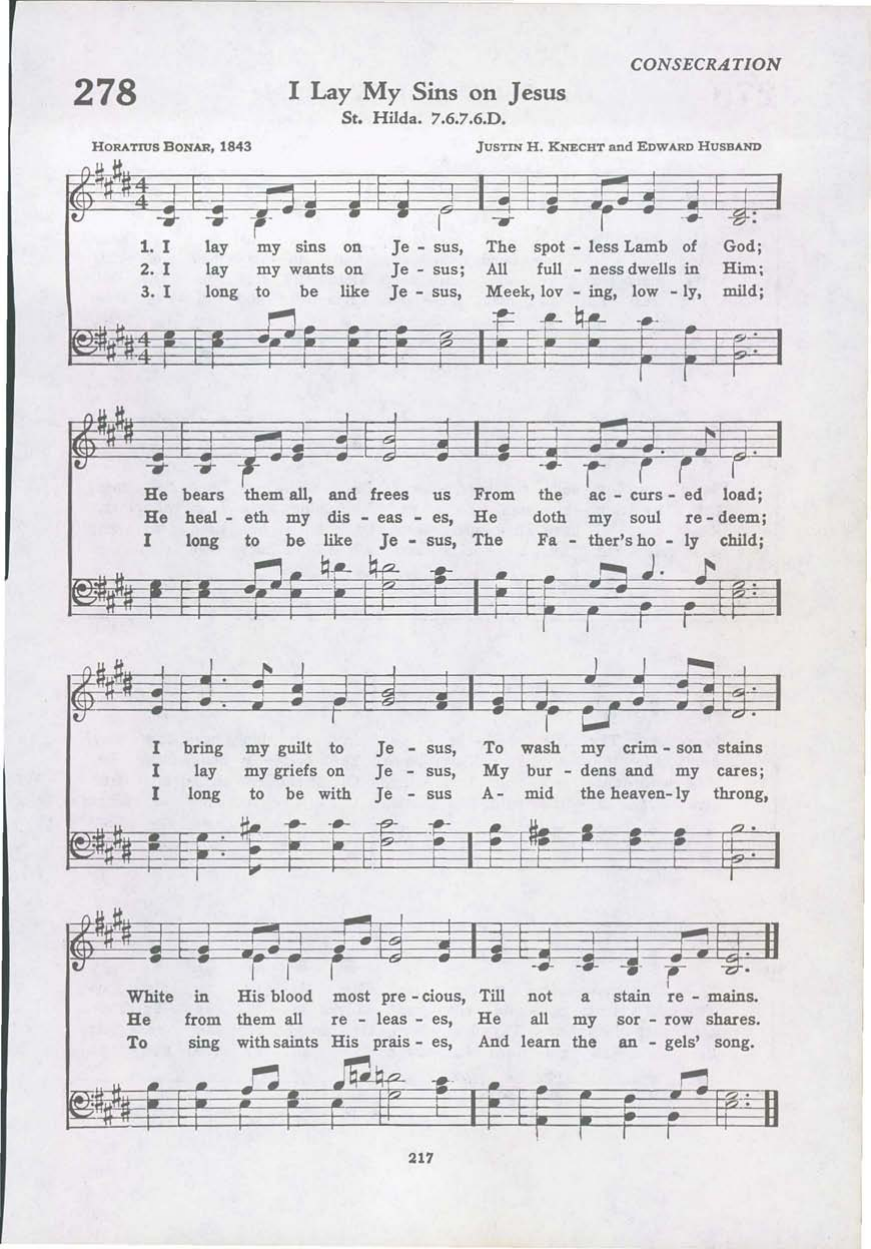 CONSECRATION
278
I Lay My Sins on Jesus
St. Hilda. 7.6.7.6.D.
HORATIUS BONAR, 1843 JUSTIN H. KNECHT and EDWARD HUSBAND
4
4
1. I lay my sins on Je - sus, The spot - less Lamb of God;
2. I lay my wants on Je - sus; All full - ness dwells in Him;
3. I long to be like Je - sus, Meek, lov - ing, low - ly, mild;
4
4
He bears them all, and frees us From the ac - curs - ed load;
He heal - eth my dis - eas - es, He doth my soul re - deem;
I long to be like Je - sus, The Fa - ther's ho - ly child;
I bring my guilt to Je - sus, To wash my crim - son stains
I lay my griefs on Je - sus, My bur - dens and my cares;
I long to be with Je - sus A - mid the heaven - ly throng,
White in His blood most pre - cious, Till not a stain re - mains.
He from them all re - leas - es, He all my sor - row shares.
To sing with saints His prais - es, And learn the an - gels' song.
217